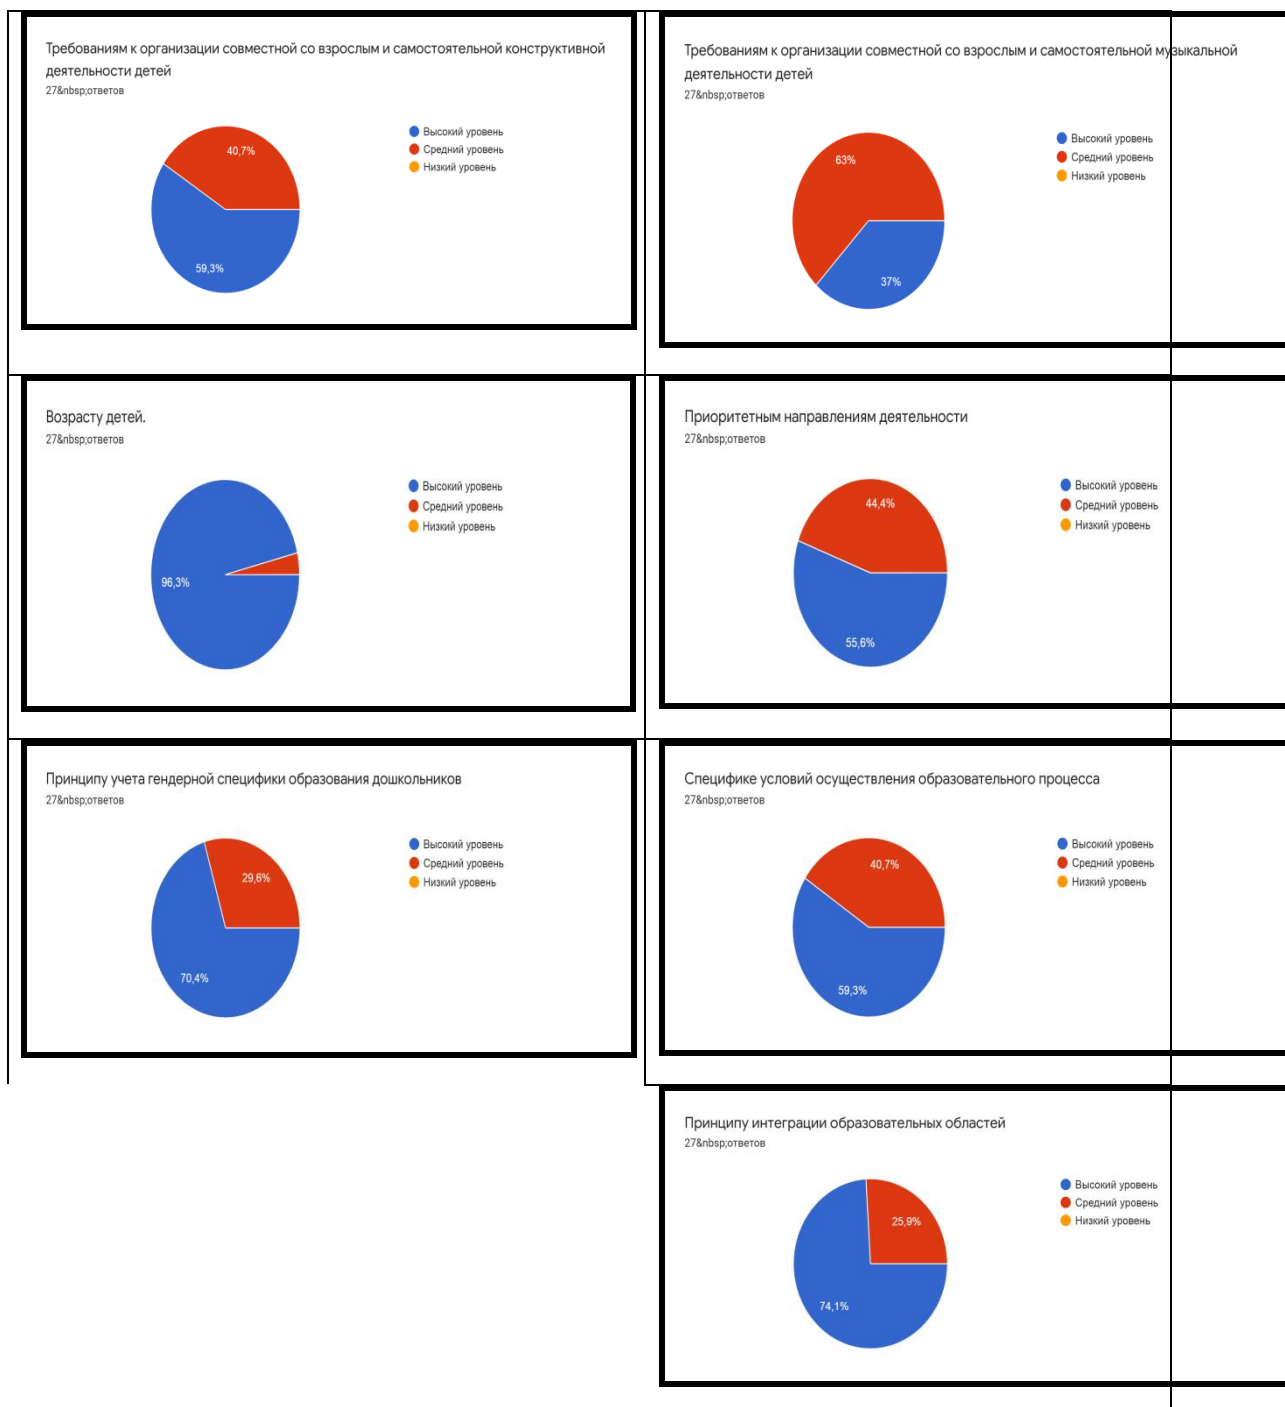 Требованиям к организации совместной со взрослым и самостоятельной конструктивной
деятельности детей
27&nbsp;ответов
40,7%
59,3%
Высокий уровень
Средний уровень
Низкий уровень
Требованиям к организации совместной со взрослым и самостоятельной музыкальной
деятельности детей
27&nbsp;ответов
63%
37%
Высокий уровень
Средний уровень
Низкий уровень
Возрасту детей.
27&nbsp;ответов
96,3%
Высокий уровень
Средний уровень
Низкий уровень
Приоритетным направлениям деятельности
27&nbsp;ответов
44,4%
55,6%
Высокий уровень
Средний уровень
Низкий уровень
Принципу учета гендерной специфики образования дошкольников
27&nbsp;ответов
29,6%
70,4%
Высокий уровень
Средний уровень
Низкий уровень
Специфике условий осуществления образовательного процесса
27&nbsp;ответов
40,7%
59,3%
Высокий уровень
Средний уровень
Низкий уровень
Принципу интеграции образовательных областей
27&nbsp;ответов
25,9%
74,1%
Высокий уровень
Средний уровень
Низкий уровень